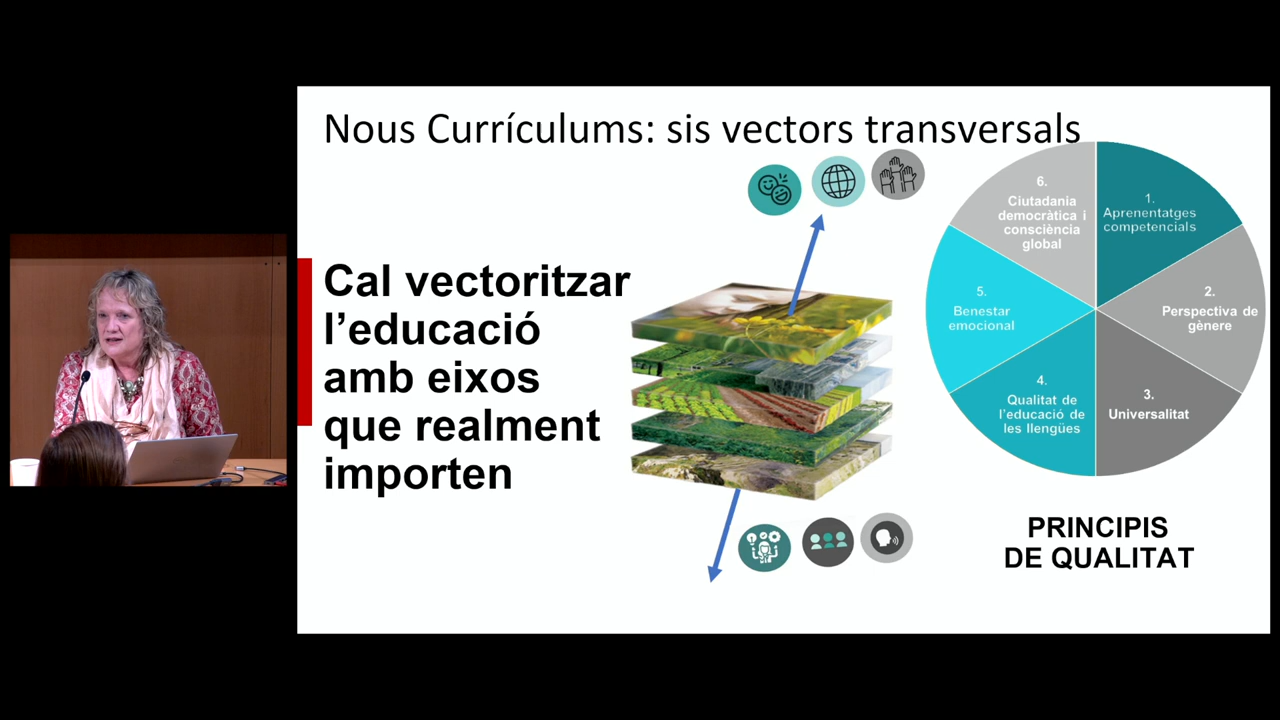 Nous Currículums: sis vectors transversals
Cal vectoritzar
l’educació
amb eixos
que realment
importen
1.
Aprenentatges
competencials
2.
Perspectiva de
gènere
3.
Universalitat
4.
Qualitat de
l’educació de
les llengües
5.
Benestar
emocional
6.
Ciutadania
democràtica i
consciència
global
PRINCIPIS
DE QUALITAT